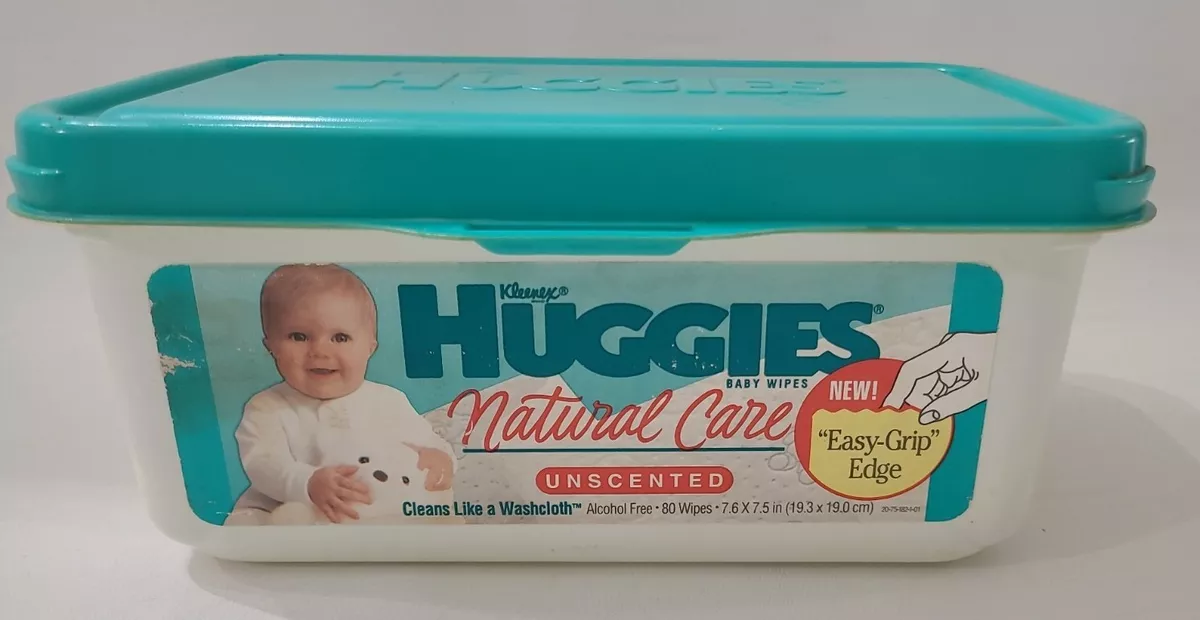 HUGGIES
Kleenex®
HUGGIES®
BABY WIPES
Natural Care
NEW!
"Easy-Grip"
Edge
UNSCENTED
Cleans Like a Washcloth™ Alcohol Free • 80 Wipes • 7.6 X 7.5 in (19.3 x 19.0 cm)